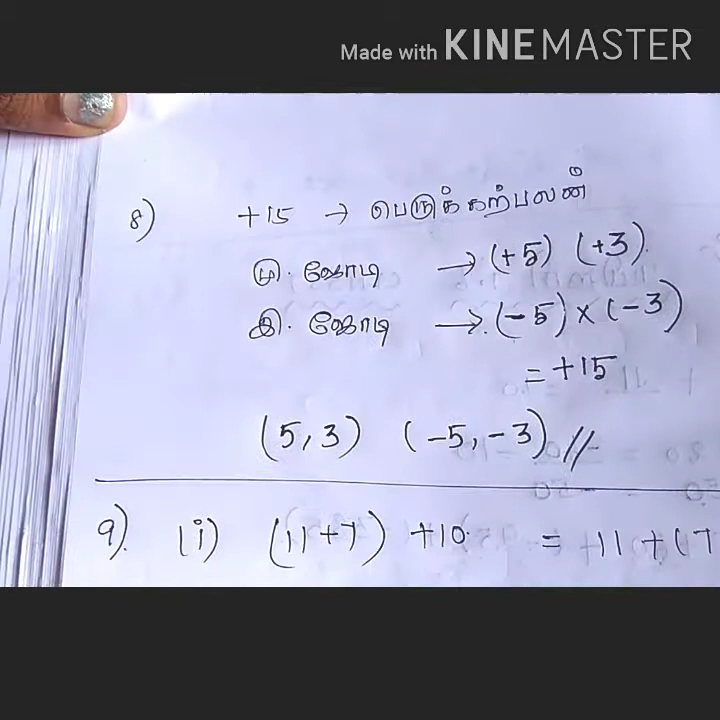 Made with KINEMASTER
8) +15 → பெருக்கற்பலன்
மு. ஜோடி → (+5) (+3).
இ. ஜோடி → (-5) × (-3)
= +15
(5, 3) (-5, -3) //
9). (i) (11+7) +10 = 11 + (7